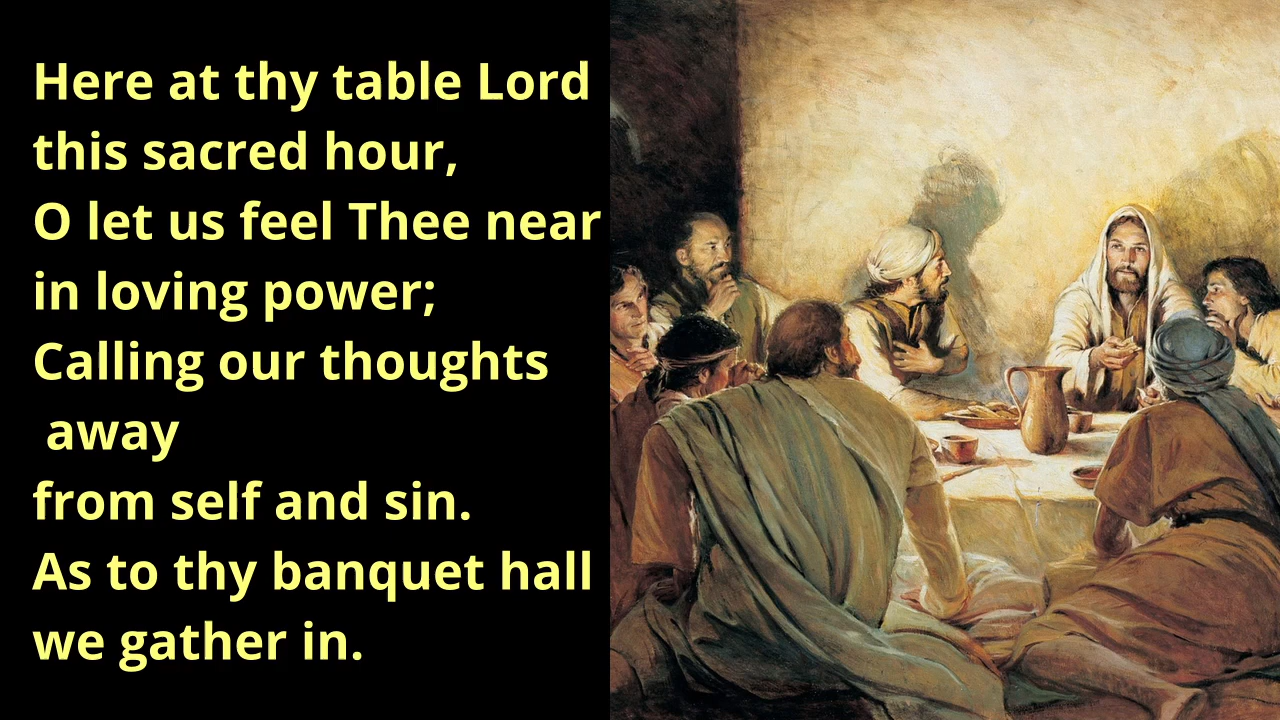 Here at thy table Lord
this sacred hour,
O let us feel Thee near
in loving power;
Calling our thoughts
away
from self and sin.
As to thy banquet hall
we gather in.